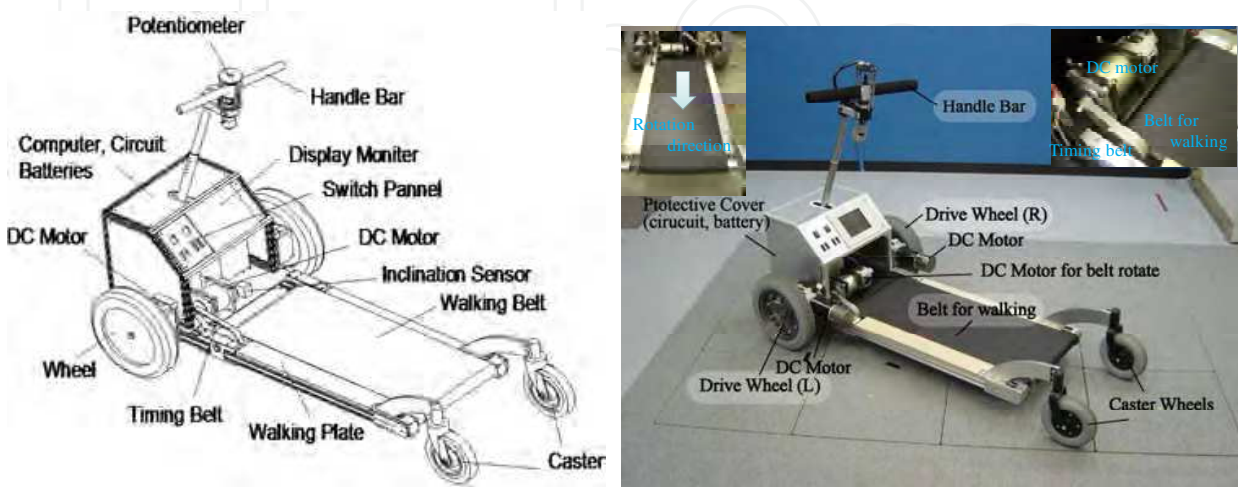 Potentiometer
Handle Bar
Computer, Circuit
Batteries
Display Moniter
Switch Pannel
DC Motor
DC Motor
Inclination Sensor
Walking Belt
Wheel
Timing Belt
Walking Plate
Caster
Rotation
direction
DC motor
Belt for
walking
Timing belt
Handle Bar
Protective Cover
(cirucuit, battery)
Drive Wheel (R)
DC Motor
DC Motor for belt rotate
Belt for walking
DC Motor
Drive Wheel (L)
Caster Wheels